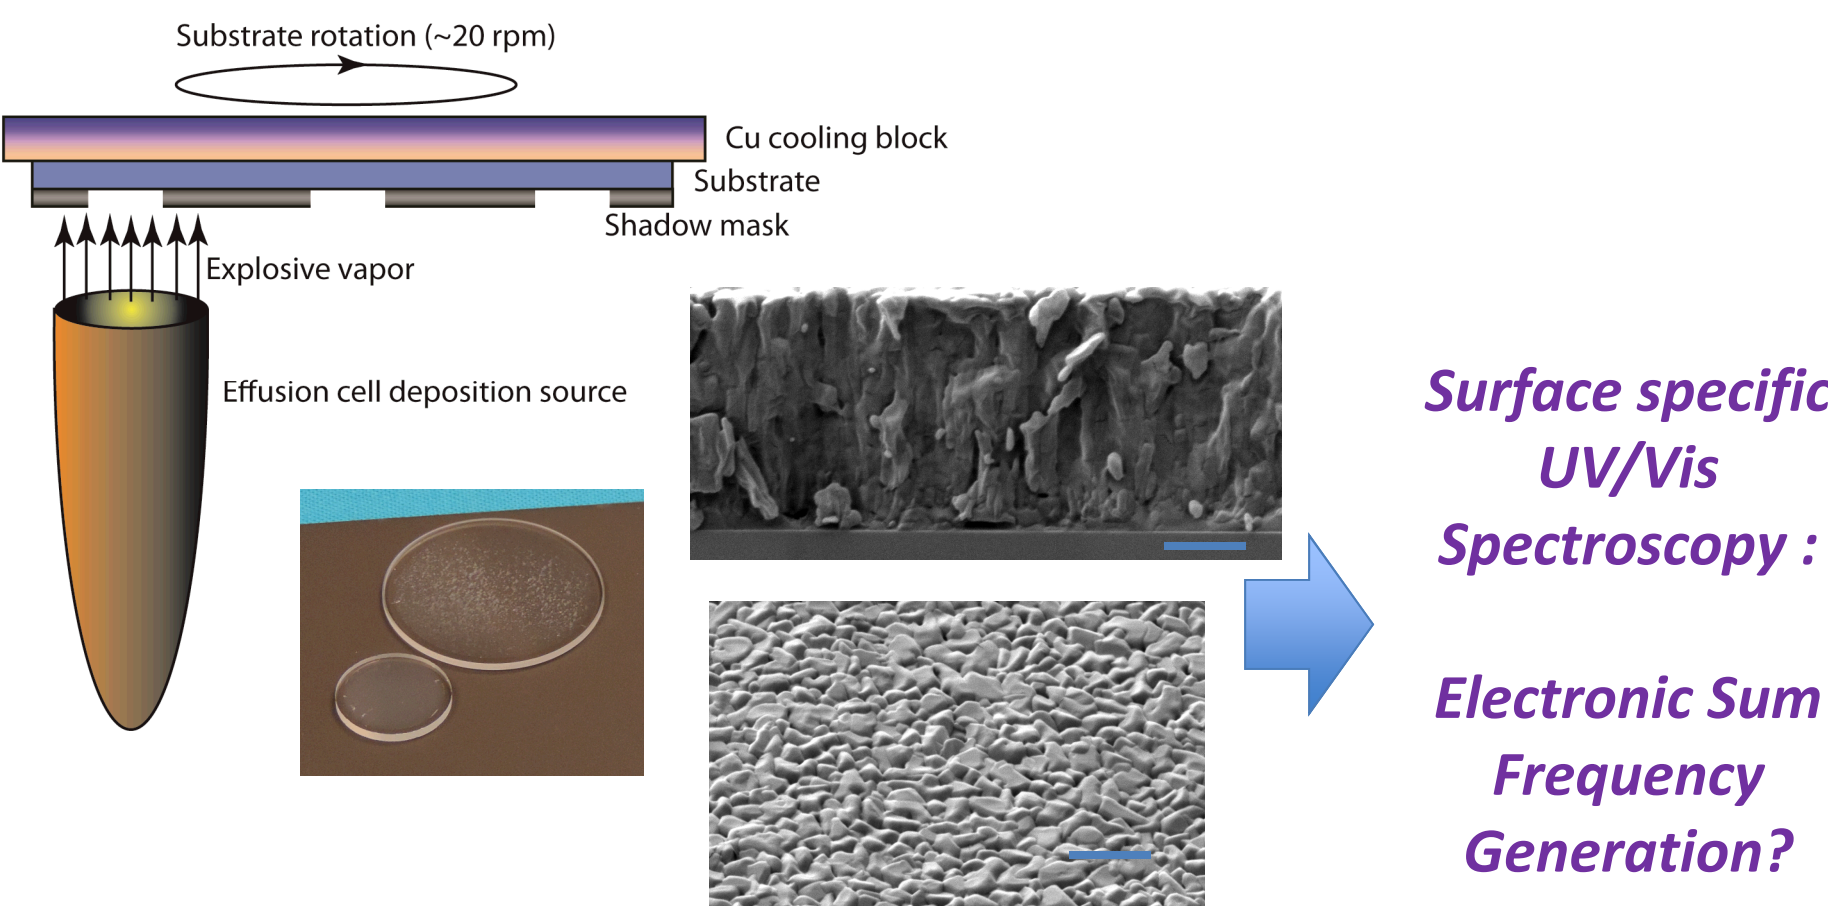 Substrate rotation (~20 rpm)
Cu cooling block
Substrate
Shadow mask
Explosive vapor
Effusion cell deposition source
Surface specific
UV/Vis
Spectroscopy :
Electronic Sum
Frequency
Generation?